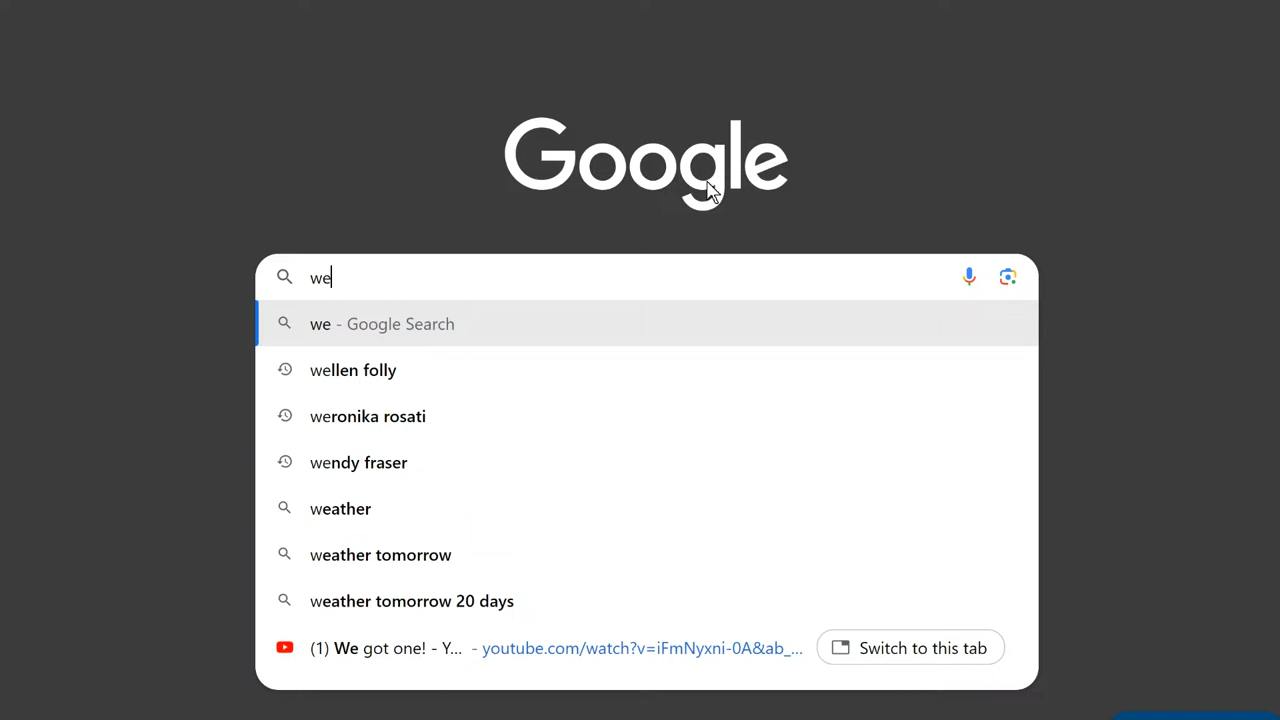 Google
we
we - Google Search
wellen folly
weronika rosati
wendy fraser
weather
weather tomorrow
weather tomorrow 20 days
(1) We got one! - Y... - youtube.com/watch?v=iFmNyxni-0A&ab_... Switch to this tab